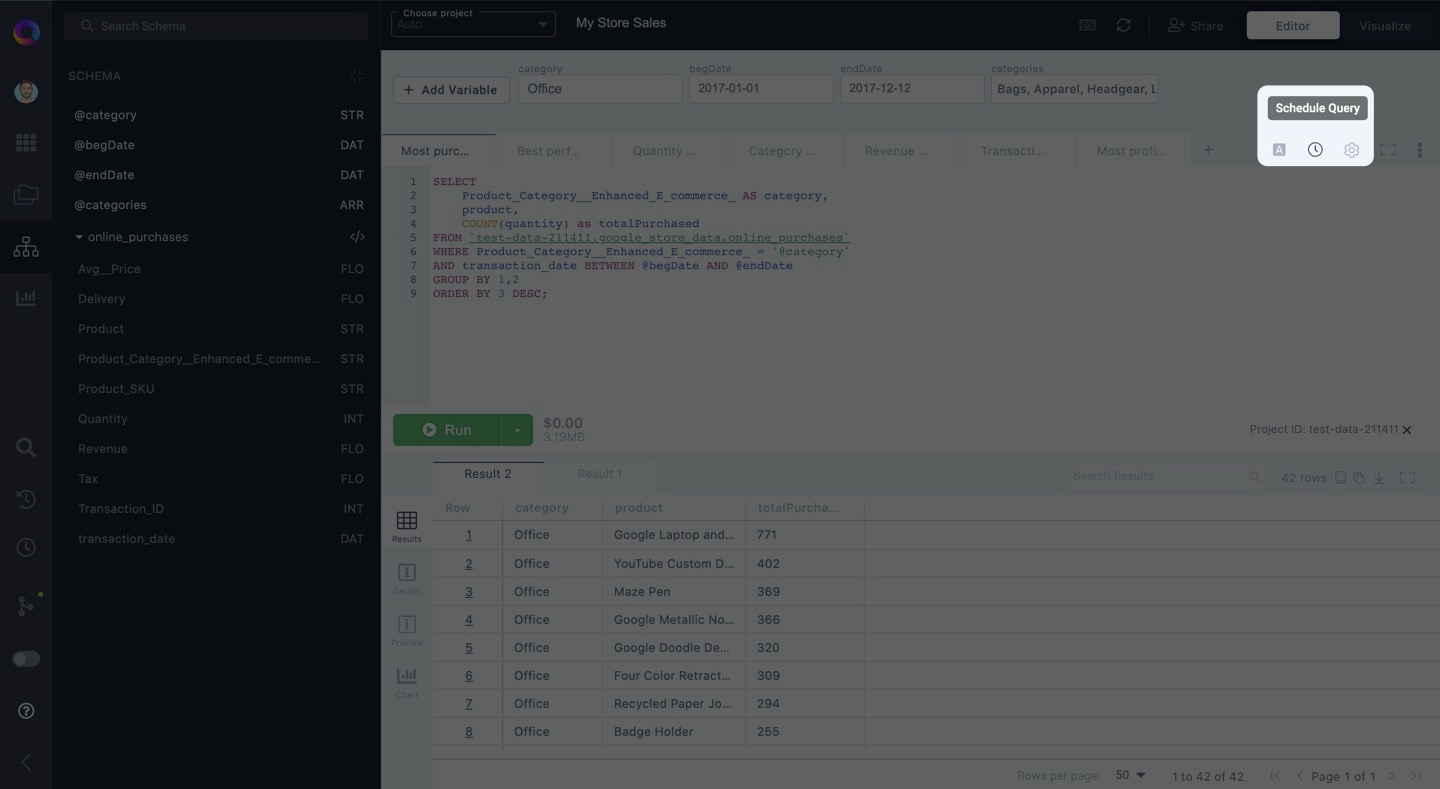 Choose project
Auto
My Store Sales
Share
Editor
Visualize
Search Schema
SCHEMA
@category STR
@begDate DAT
@endDate DAT
@categories ARR
online_purchases </>
Avg__Price FLO
Delivery FLO
Product STR
Product_Category__Enhanced_E_comme... STR
Product_SKU STR
Quantity INT
Revenue FLO
Tax FLO
Transaction_ID INT
transaction_date DAT
+ Add Variable
category
Office
begDate
2017-01-01
endDate
2017-12-12
categories
Bags, Apparel, Headgear, L
Schedule Query
A
Most purc... Best perf... Quantity ... Category ... Revenue ... Transacti... Most profi... +
1 SELECT
2 Product_Category__Enhanced_E_commerce_ AS category,
3 product,
4 COUNT(quantity) as totalPurchased
5 FROM `test-data-211411.google_store_data.online_purchases`
6 WHERE Product_Category__Enhanced_E_commerce_ = '@category'
7 AND transaction_date BETWEEN @begDate AND @endDate
8 GROUP BY 1,2
9 ORDER BY 3 DESC;
Run
$0.00
3.19MB
Project ID: test-data-211411
Result 2 Result 1
Search Results
42 rows
Results
Details
Preview
Chart
Row category product totalPurcha...
1 Office Google Laptop and... 771
2 Office YouTube Custom D... 402
3 Office Maze Pen 369
4 Office Google Metallic No... 366
5 Office Google Doodle De... 320
6 Office Four Color Retract... 309
7 Office Recycled Paper Jo... 294
8 Office Badge Holder 255
Rows per page: 50 1 to 42 of 42 Page 1 of 1